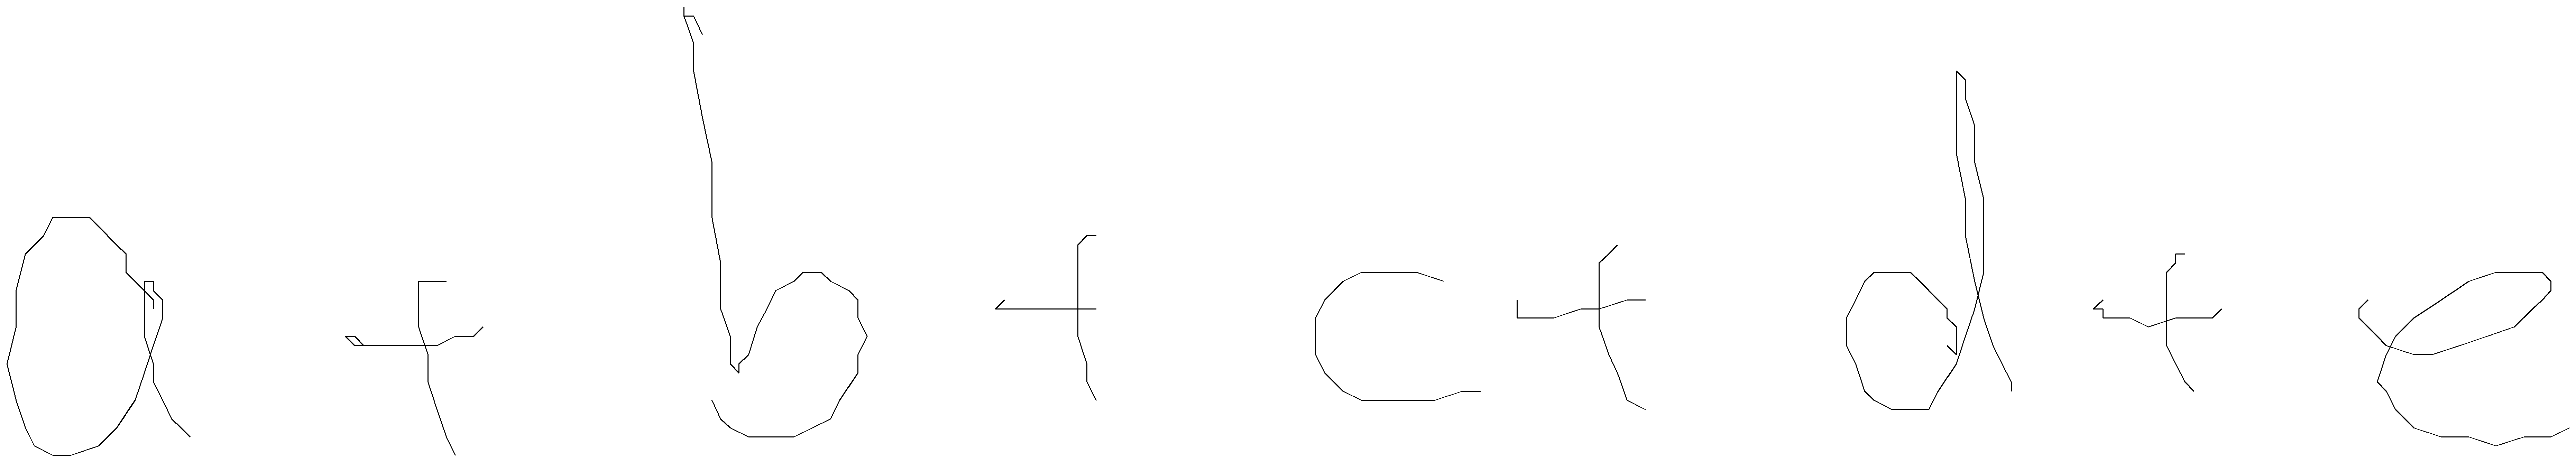 a + b + c + d + e